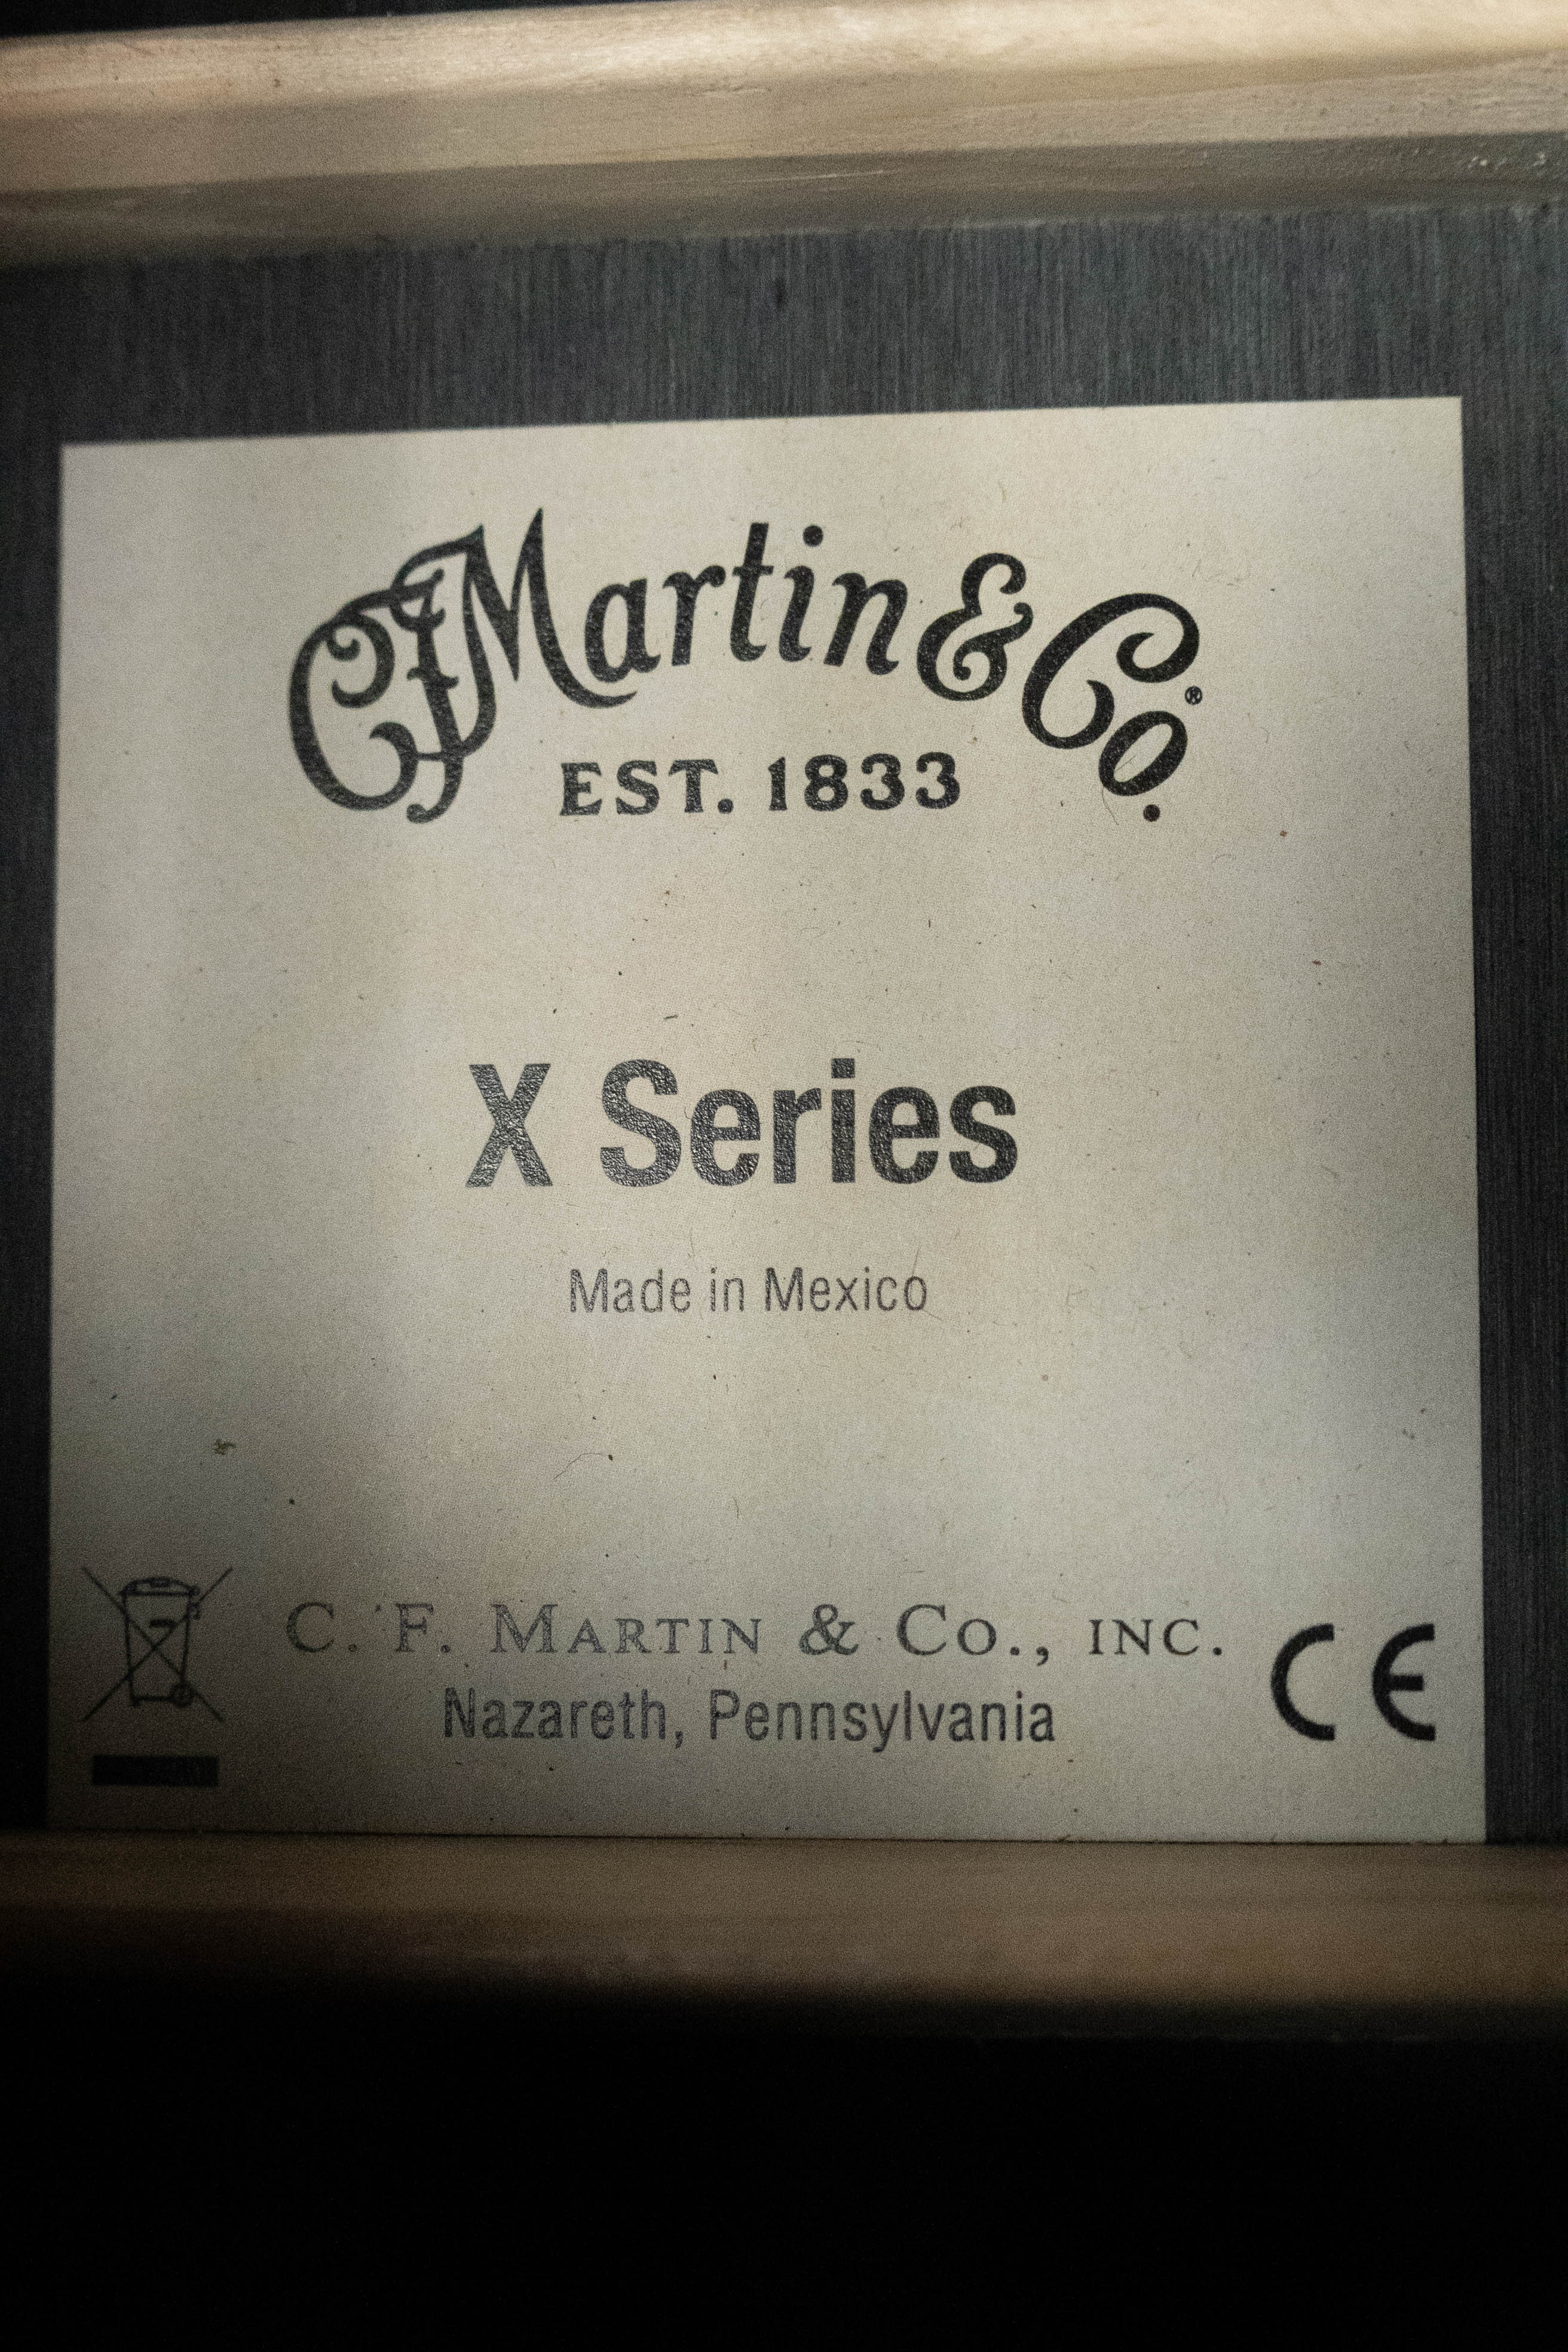 CFMartin & Co.®
EST. 1833
X Series
Made in Mexico
C. F. MARTIN & CO., INC.
Nazareth, Pennsylvania
CE